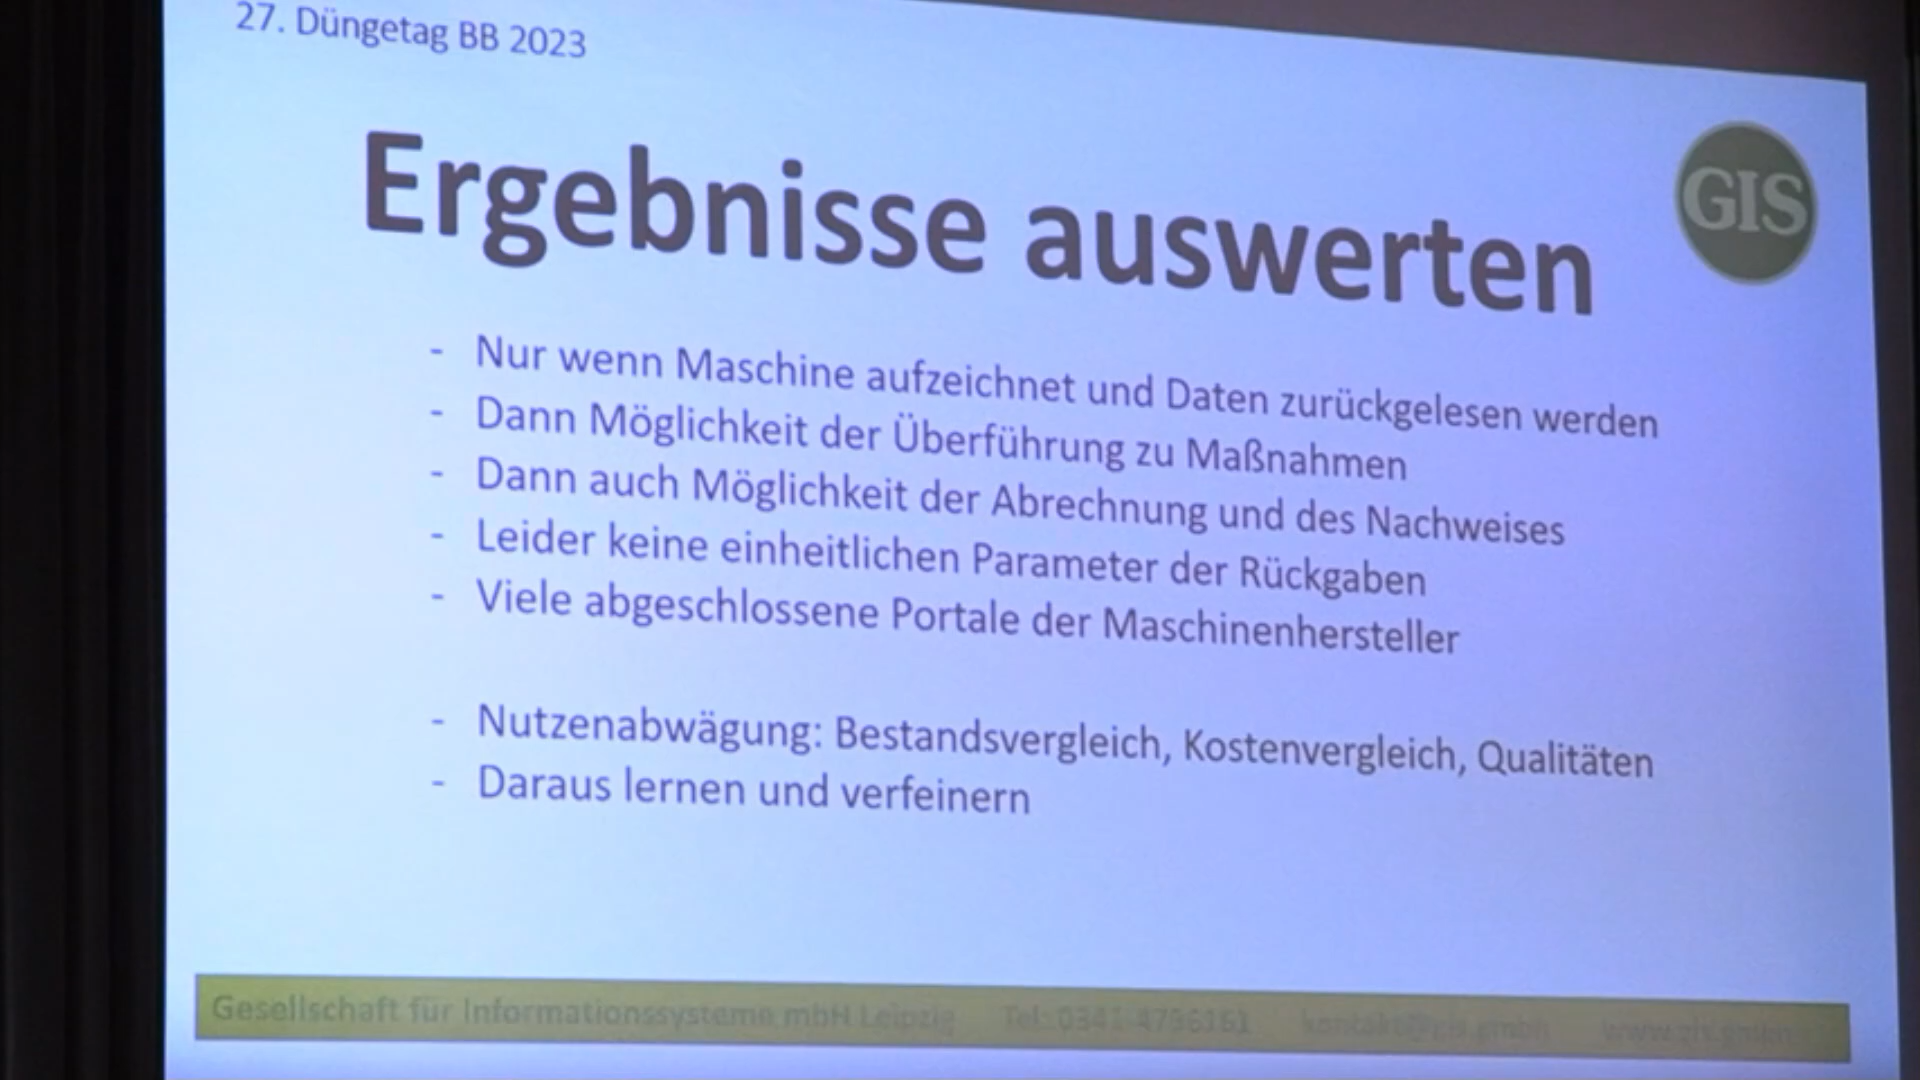 27. Düngetag BB 2023
GIS
Ergebnisse auswerten
- Nur wenn Maschine aufzeichnet und Daten zurückgelesen werden
- Dann Möglichkeit der Überführung zu Maßnahmen
- Dann auch Möglichkeit der Abrechnung und des Nachweises
- Leider keine einheitlichen Parameter der Rückgaben
- Viele abgeschlossene Portale der Maschinenhersteller
- Nutzenabwägung: Bestandsvergleich, Kostenvergleich, Qualitäten
- Daraus lernen und verfeinern
Gesellschaft für Informationssysteme mbH Leipzig Tel: